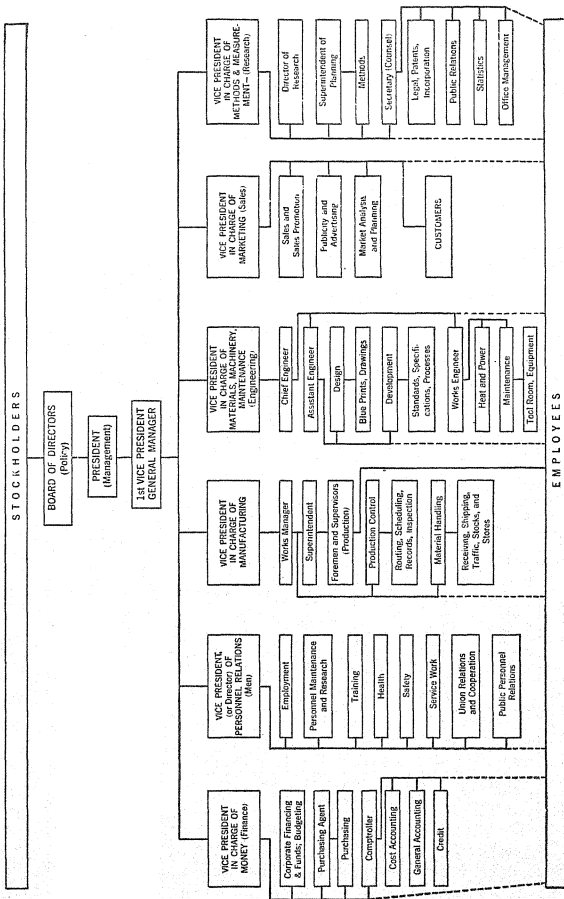 STOCKHOLDERS
BOARD OF DIRECTORS
(Policy)
PRESIDENT
(Management)
1st VICE PRESIDENT
GENERAL MANAGER
VICE PRESIDENT
IN CHARGE OF
MONEY (Finance)
Corporate Financing
& Funds; Budgeting
Purchasing Agent
Purchasing
Comptroller
Cost Accounting
General Accounting
Credit
VICE PRESIDENT,
(or Director) OF
PERSONNEL RELATIONS
(Men)
Employment
Personnel Maintenance
and Research
Training
Health
Safety
Service Work
Union Relations
and Cooperation
Public Personnel
Relations
VICE PRESIDENT
IN CHARGE OF
MANUFACTURING
Works Manager
Superintendent
Foremen and Supervisors
(Production)
Production Control
Routing, Scheduling,
Records, Inspection
Material Handling
Receiving, Shipping,
Traffic, Stocks, and
Stores
VICE PRESIDENT
IN CHARGE OF
MATERIALS, MACHINERY,
MAINTENANCE
(Engineering)
Chief Engineer
Assistant Engineer
Design
Blue Prints, Drawings
Development
Standards, Specifi-
cations, Processes
Works Engineer
Heat and Power
Maintenance
Tool Room, Equipment
VICE PRESIDENT
IN CHARGE OF
MARKETING (Sales)
Sales and
Sales Promotion
Publicity and
Advertising
Market Analysis
and Planning
CUSTOMERS
VICE PRESIDENT
IN CHARGE OF
METHODS & MEASURE-
MENT— (Research)
Director of
Research
Superintendent of
Planning
Methods
Secretary (Counsel)
Legal, Patents,
Incorporation
Public Relations
Statistics
Office Management
EMPLOYEES